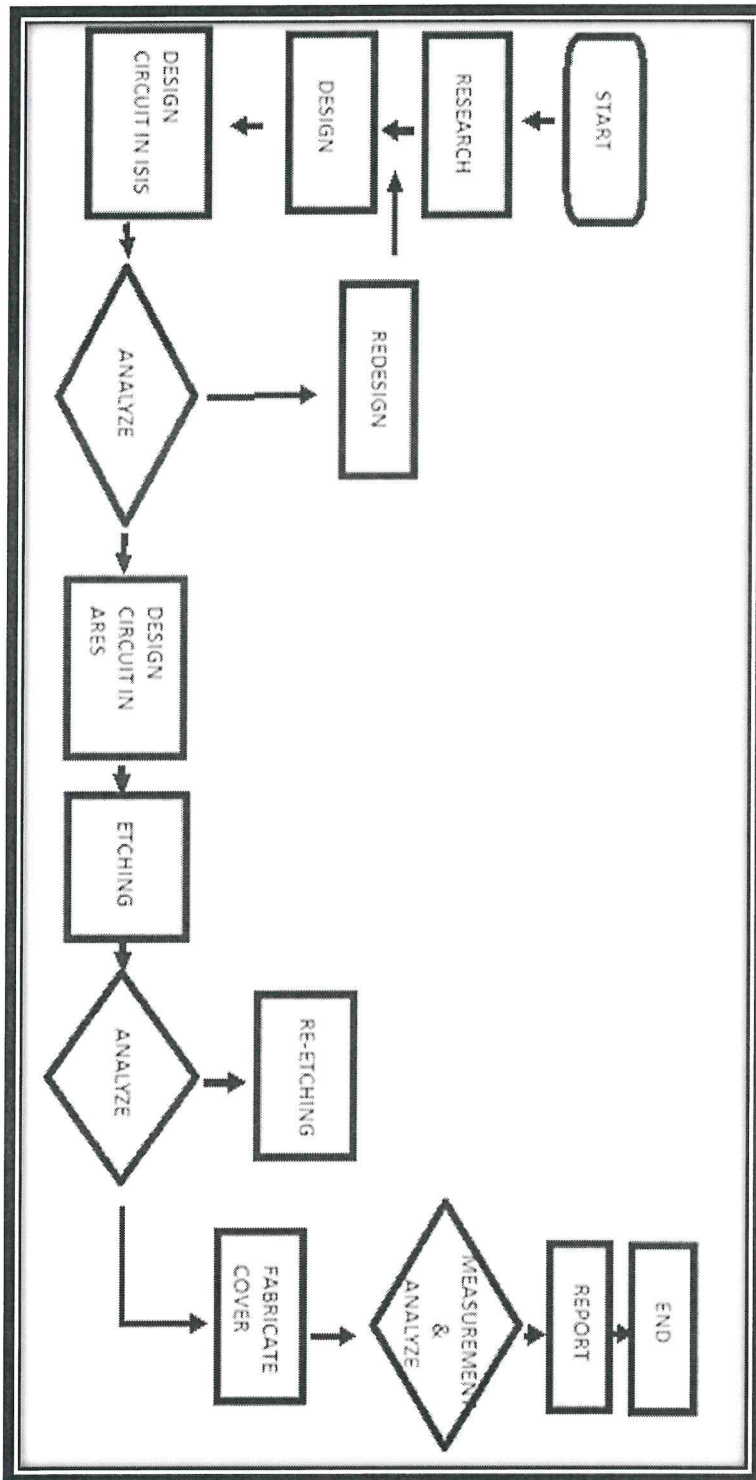 START
RESEARCH
DESIGN
DESIGN
CIRCUIT IN ISIS
ANALYZE
REDESIGN
DESIGN
CIRCUIT IN
ARES
ETCHING
ANALYZE
RE-ETCHING
FABRICATE
COVER
MEASUREMENT
&
ANALYZE
REPORT
END